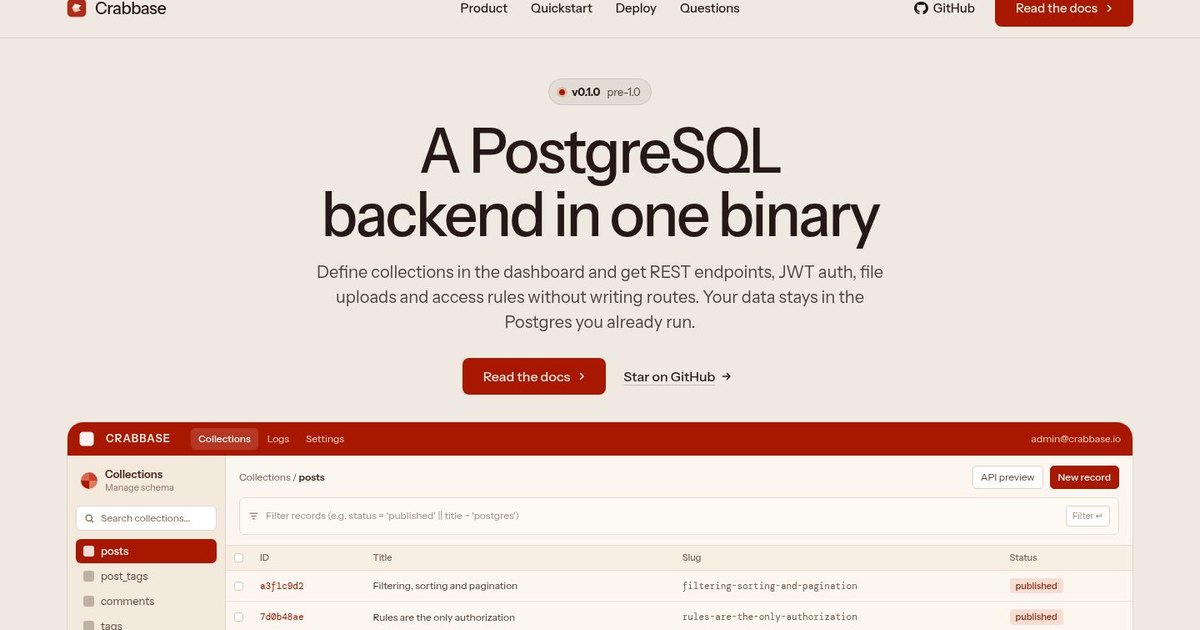 Crabbase Product Quickstart Deploy Questions GitHub Read the docs
v0.1.0 pre-1.0
A PostgreSQL
backend in one binary
Define collections in the dashboard and get REST endpoints, JWT auth, file
uploads and access rules without writing routes. Your data stays in the
Postgres you already run.
Read the docs Star on GitHub →
CRABBASE Collections Logs Settings admin@crabbase.io
Collections
Manage schema
Search collections...
posts
post_tags
comments
tags
Collections / posts API preview New record
Filter records (e.g. status = 'published' || title ~ 'postgres') Filter ↵
ID Title Slug Status
a3f1c9d2 Filtering, sorting and pagination filtering-sorting-and-pagination published
7d0b48ae Rules are the only authorization rules-are-the-only-authorization published